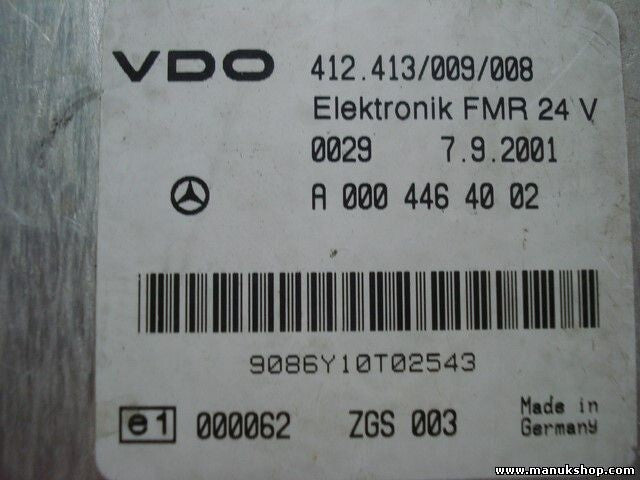 VDO 412.413/009/008
Elektronik FMR 24 V
0029 7.9.2001
A 000 446 40 02
9086Y10T02543
e1 000062 ZGS 003 Made in
Germany
www.manukshop.com